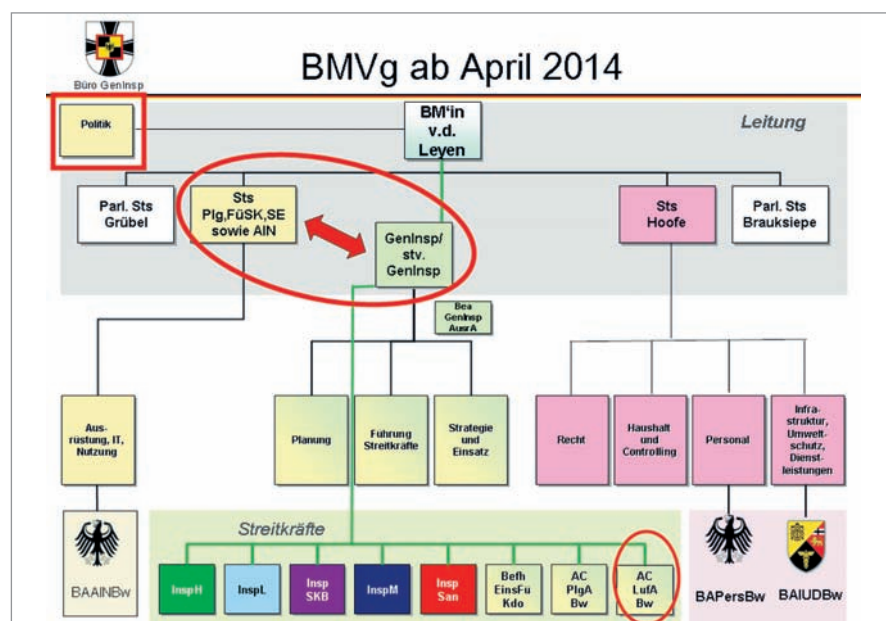 BMVg ab April 2014
Büro GenInsp
Politik
BM'in
v.d.
Leyen
Leitung
Parl. Sts
Grübel
Sts
Plg,FüSK,SE
sowie AIN
GenInsp/
stv.
GenInsp
Sts
Hoofe
Parl. Sts
Brauksiepe
Bea
GenInsp
AusrA
Aus-
rüstung, IT,
Nutzung
Planung
Führung
Streitkräfte
Strategie
und
Einsatz
Recht
Haushalt
und
Controlling
Personal
Infra-
struktur,
Umwelt-
schutz,
Dienst-
leistungen
Streitkräfte
BAAINBw
InspH
InspL
Insp
SKB
InspM
Insp
San
Befh
EinsFü
Kdo
AC
PlgA
Bw
AC
LufA
Bw
BAPersBw
BAIUDBw